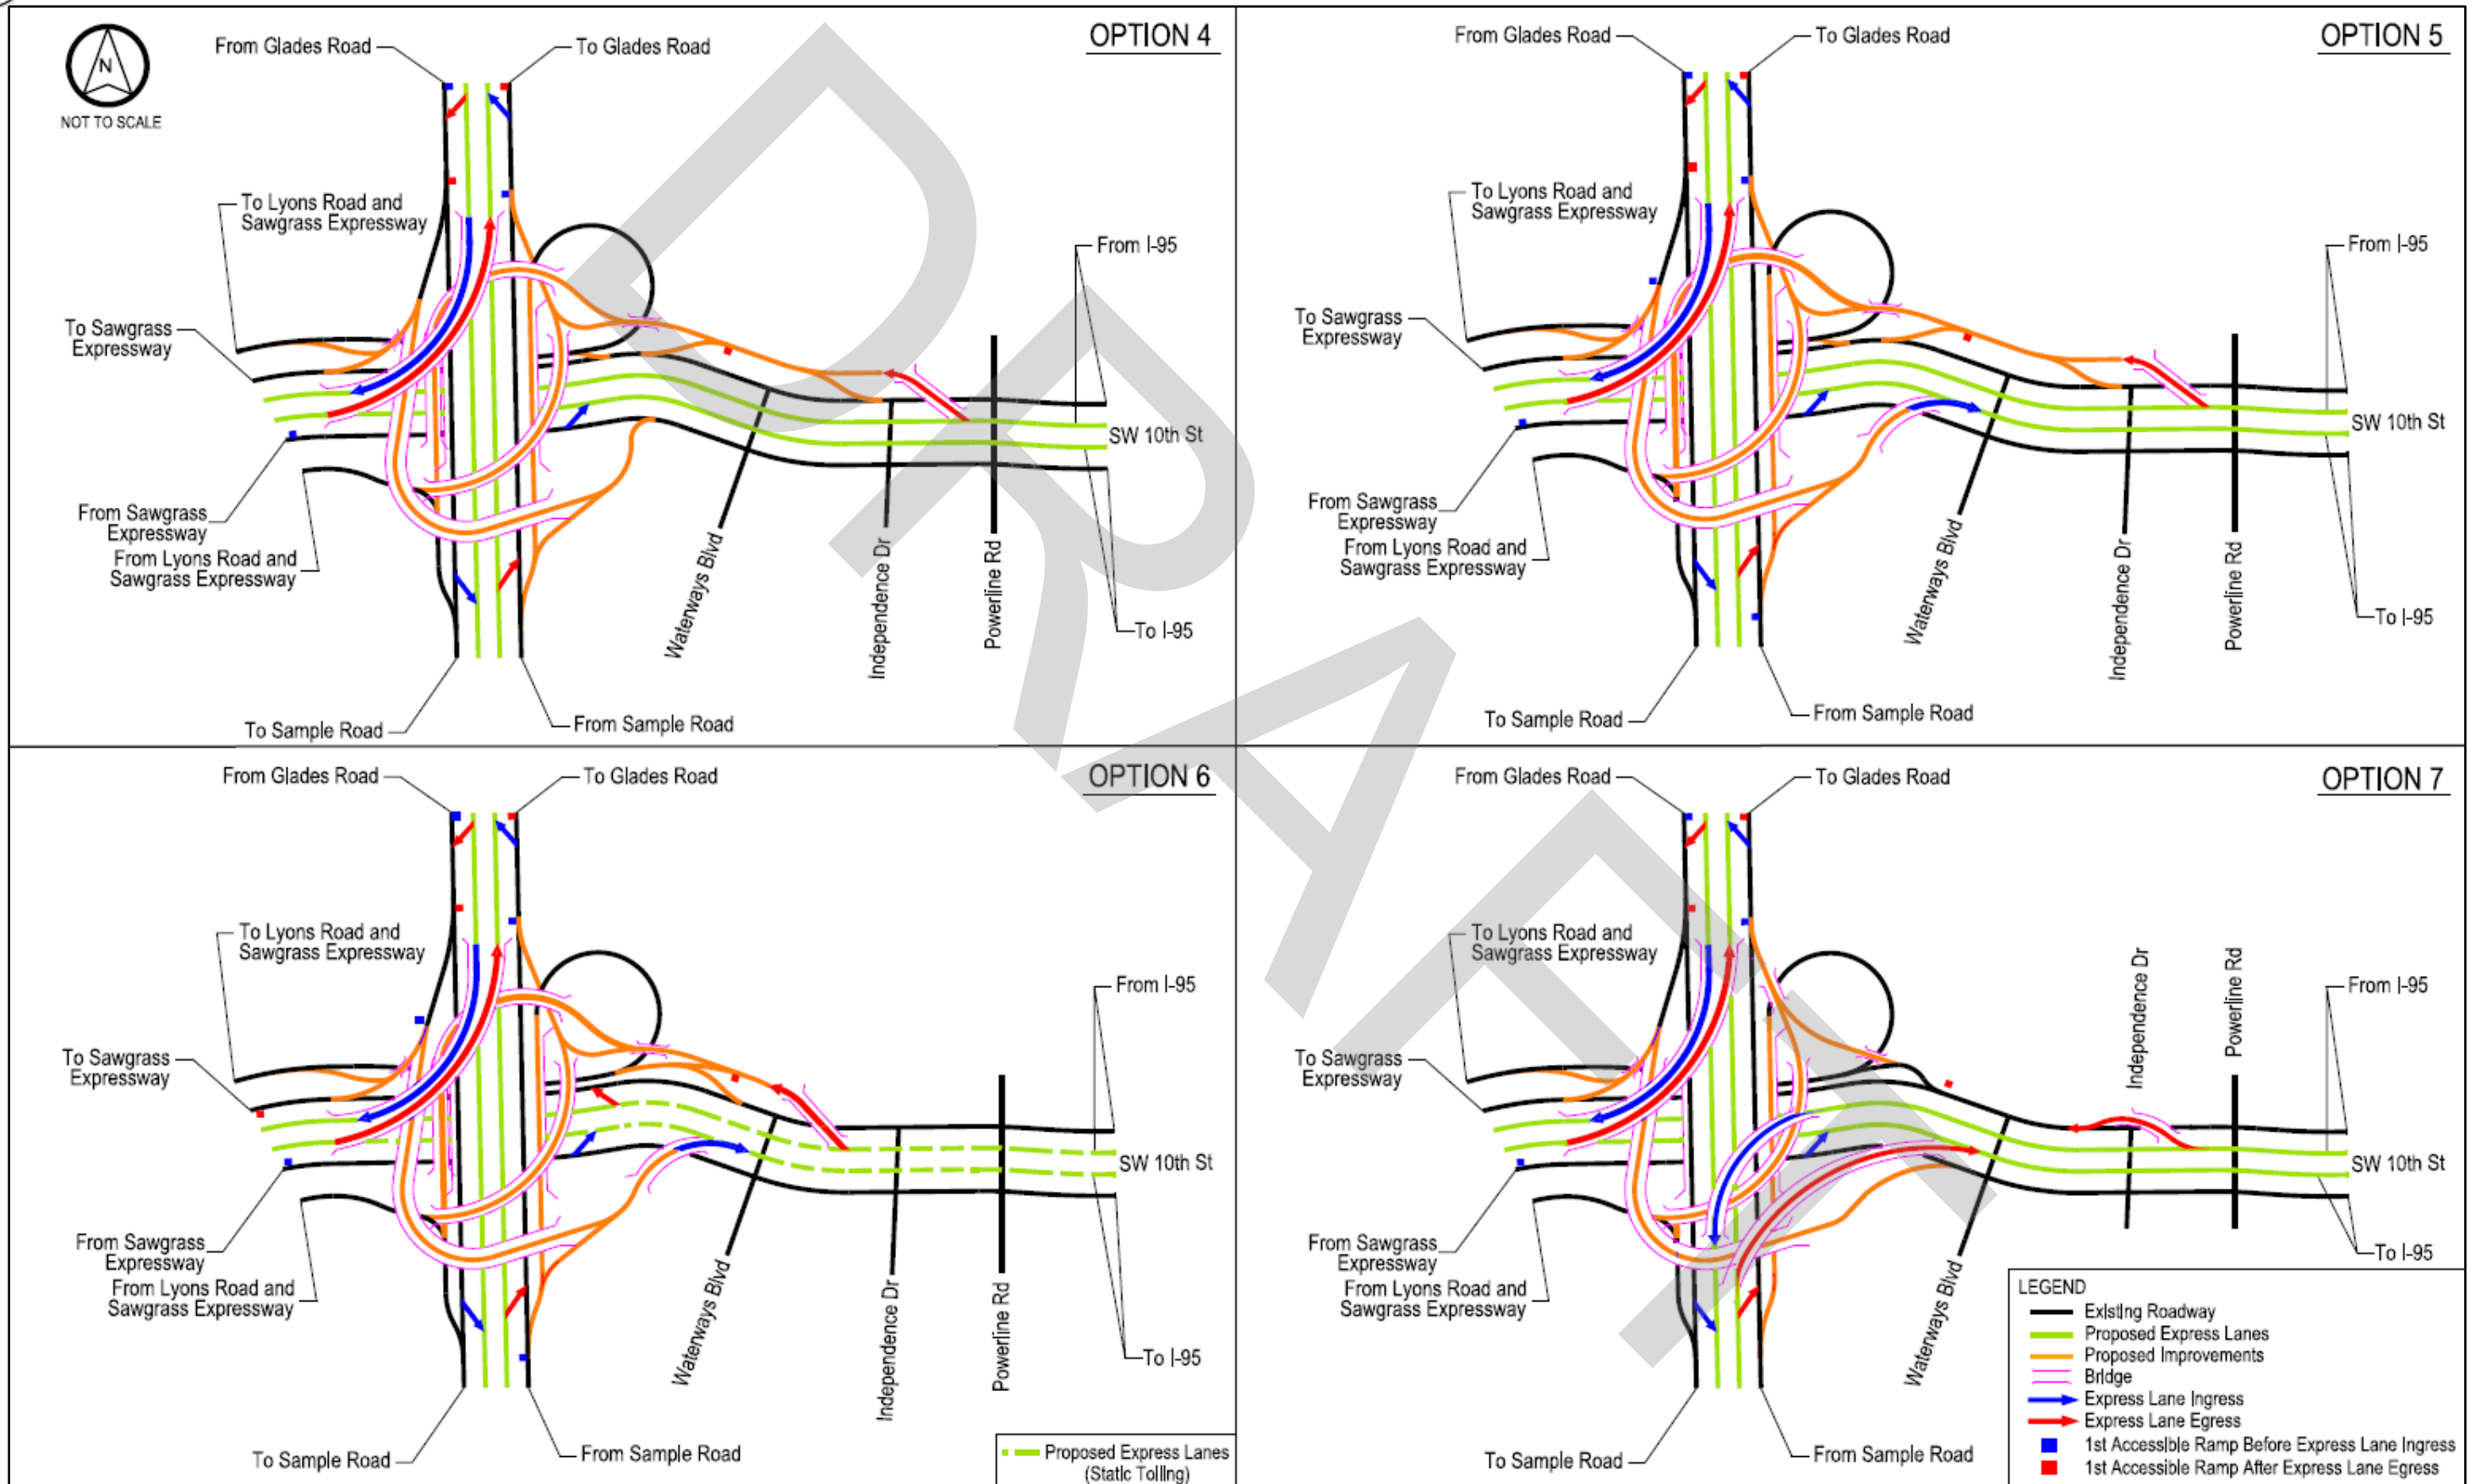 OPTION 4
N
NOT TO SCALE
From Glades Road
To Glades Road
To Lyons Road and
Sawgrass Expressway
From I-95
To Sawgrass
Expressway
SW 10th St
From Sawgrass
Expressway
From Lyons Road and
Sawgrass Expressway
Waterways Blvd
Independence Dr
Powerline Rd
To I-95
To Sample Road
From Sample Road
OPTION 5
From Glades Road
To Glades Road
To Lyons Road and
Sawgrass Expressway
From I-95
To Sawgrass
Expressway
SW 10th St
From Sawgrass
Expressway
From Lyons Road and
Sawgrass Expressway
Waterways Blvd
Independence Dr
Powerline Rd
To I-95
To Sample Road
From Sample Road
OPTION 6
From Glades Road
To Glades Road
To Lyons Road and
Sawgrass Expressway
From I-95
To Sawgrass
Expressway
SW 10th St
From Sawgrass
Expressway
From Lyons Road and
Sawgrass Expressway
Waterways Blvd
Independence Dr
Powerline Rd
To I-95
To Sample Road
From Sample Road
Proposed Express Lanes
(Static Tolling)
OPTION 7
From Glades Road
To Glades Road
To Lyons Road and
Sawgrass Expressway
Independence Dr
Powerline Rd
From I-95
To Sawgrass
Expressway
SW 10th St
From Sawgrass
Expressway
From Lyons Road and
Sawgrass Expressway
Waterways Blvd
To I-95
To Sample Road
From Sample Road
LEGEND
Existing Roadway
Proposed Express Lanes
Proposed Improvements
Bridge
Express Lane Ingress
Express Lane Egress
1st Accessible Ramp Before Express Lane Ingress
1st Accessible Ramp After Express Lane Egress
DRAFT